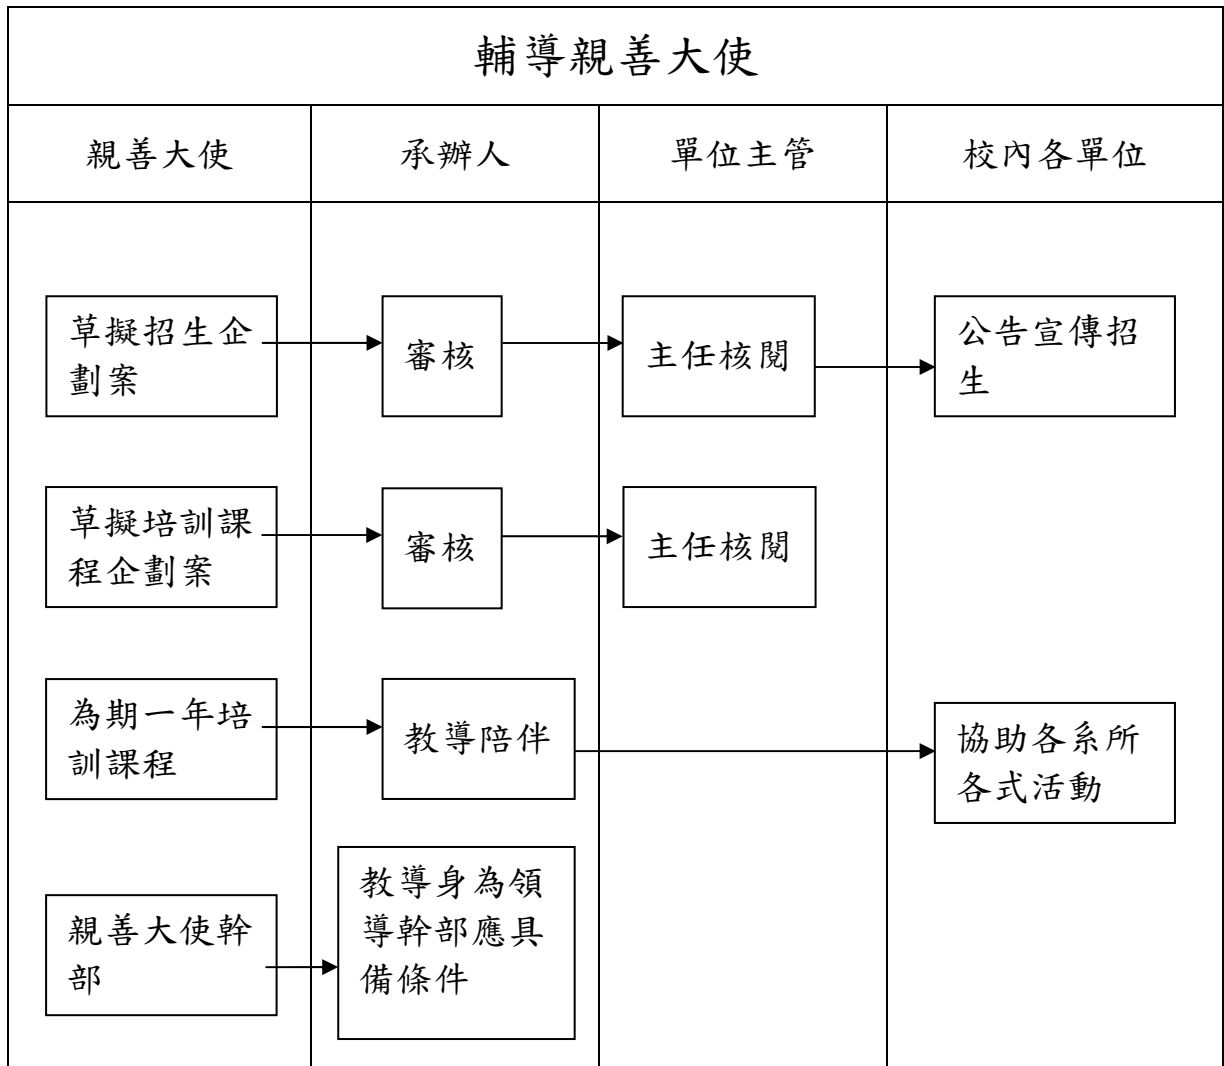 輔導親善大使
親善大使
承辦人
單位主管
校內各單位
草擬招生企
劃案
審核
主任核閱
公告宣傳招
生
草擬培訓課
程企劃案
審核
主任核閱
為期一年培
訓課程
教導陪伴
協助各系所
各式活動
親善大使幹
部
教導身為領
導幹部應具
備條件